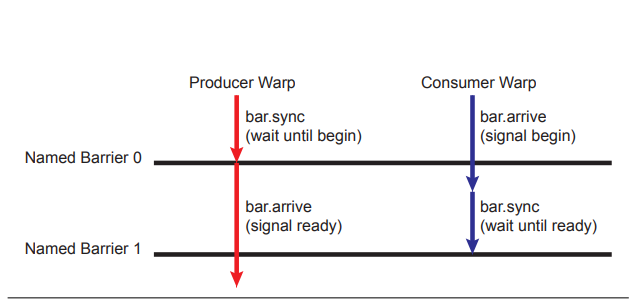 Producer Warp
Consumer Warp
bar.sync
(wait until begin)
bar.arrive
(signal begin)
Named Barrier 0
bar.arrive
(signal ready)
bar.sync
(wait until ready)
Named Barrier 1